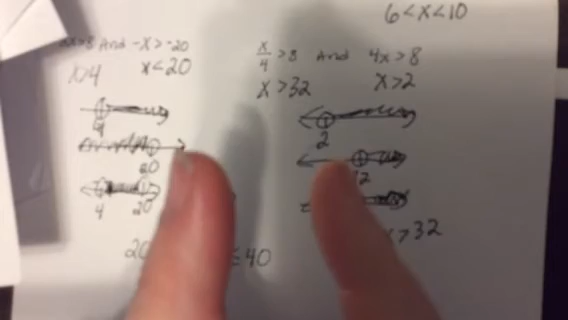 6 < x < 10
And -x > -20
x > 4
x < 20
x/4 > 8 And 4x > 8
x > 32
x > 2
4
20
4 20
2
20
≤ 40
> 32